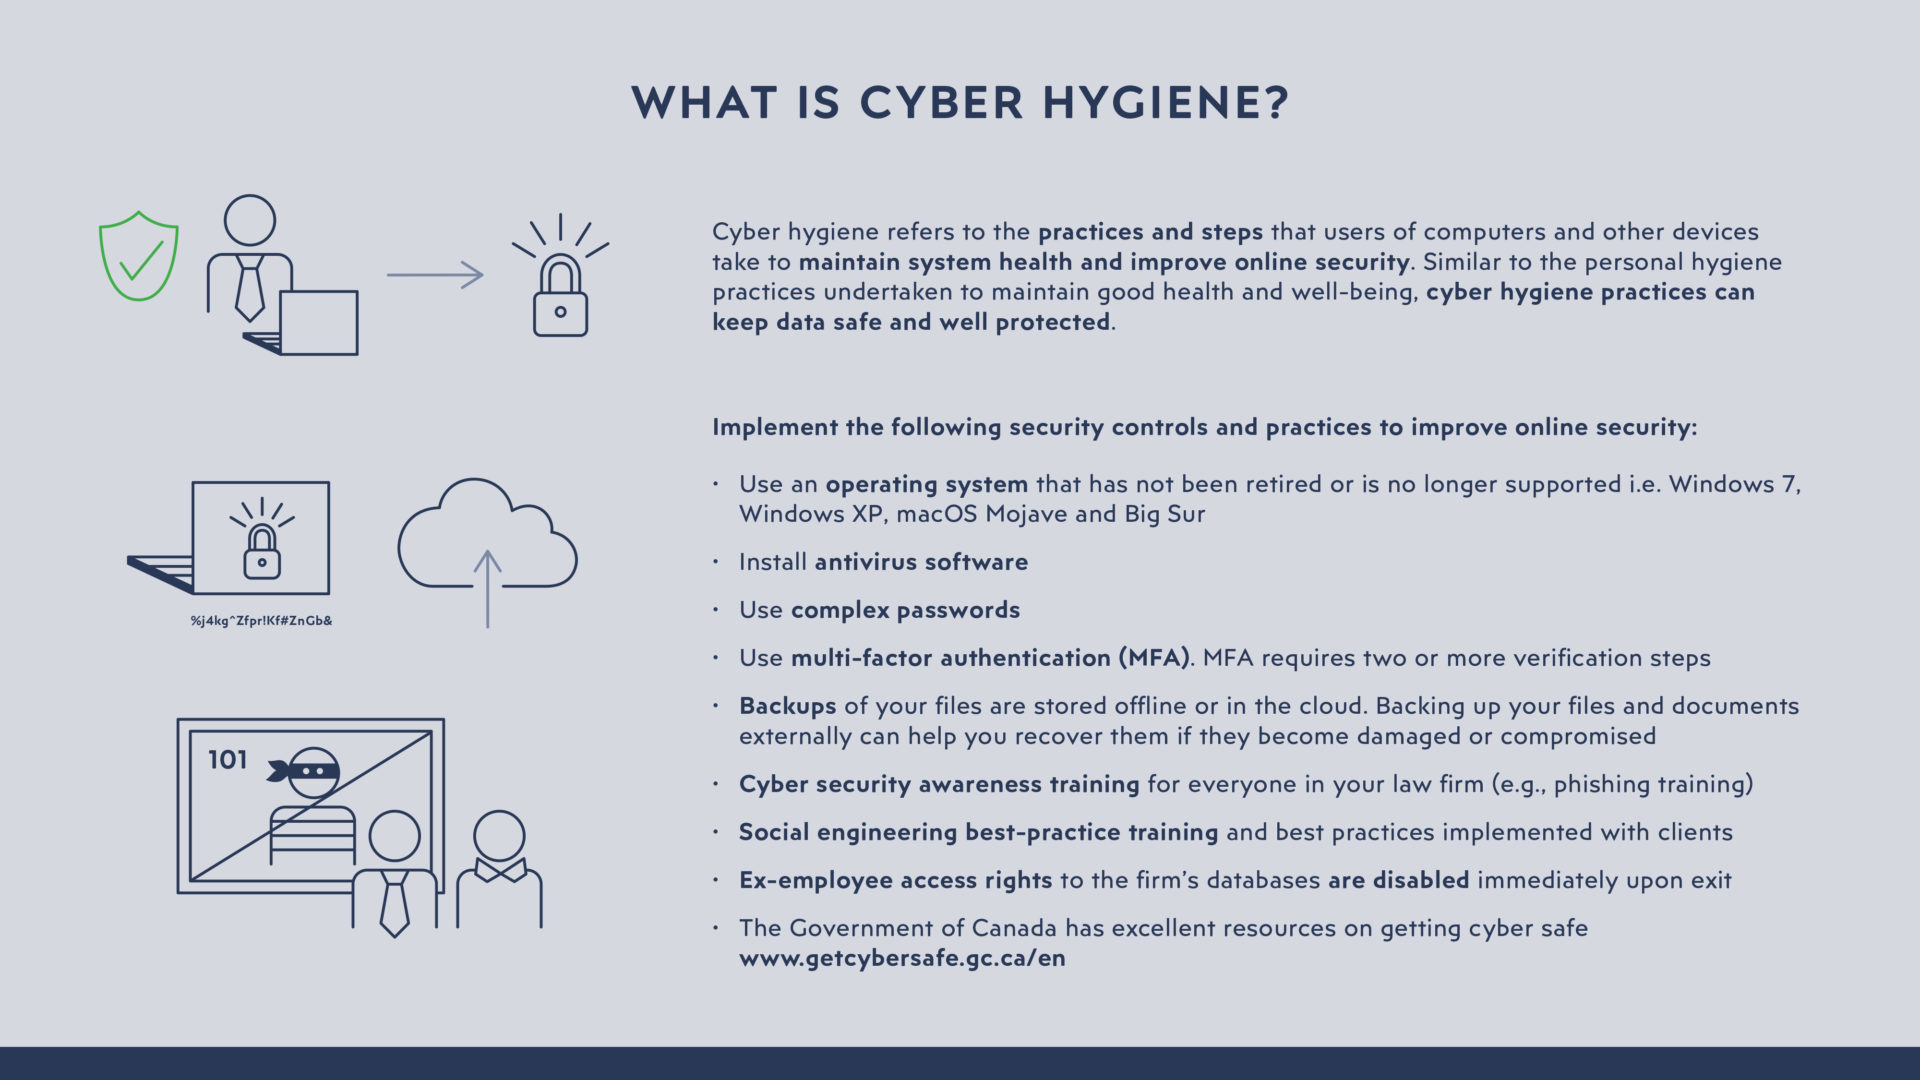 WHAT IS CYBER HYGIENE?
Cyber hygiene refers to the practices and steps that users of computers and other devices
take to maintain system health and improve online security. Similar to the personal hygiene
practices undertaken to maintain good health and well-being, cyber hygiene practices can
keep data safe and well protected.
Implement the following security controls and practices to improve online security:
• Use an operating system that has not been retired or is no longer supported i.e. Windows 7,
Windows XP, macOS Mojave and Big Sur
• Install antivirus software
• Use complex passwords
%j4kg^Zfpr!Kf#ZnGb&
• Use multi-factor authentication (MFA). MFA requires two or more verification steps
• Backups of your files are stored offline or in the cloud. Backing up your files and documents
externally can help you recover them if they become damaged or compromised
101
• Cyber security awareness training for everyone in your law firm (e.g., phishing training)
• Social engineering best-practice training and best practices implemented with clients
• Ex-employee access rights to the firm's databases are disabled immediately upon exit
• The Government of Canada has excellent resources on getting cyber safe
www.getcybersafe.gc.ca/en